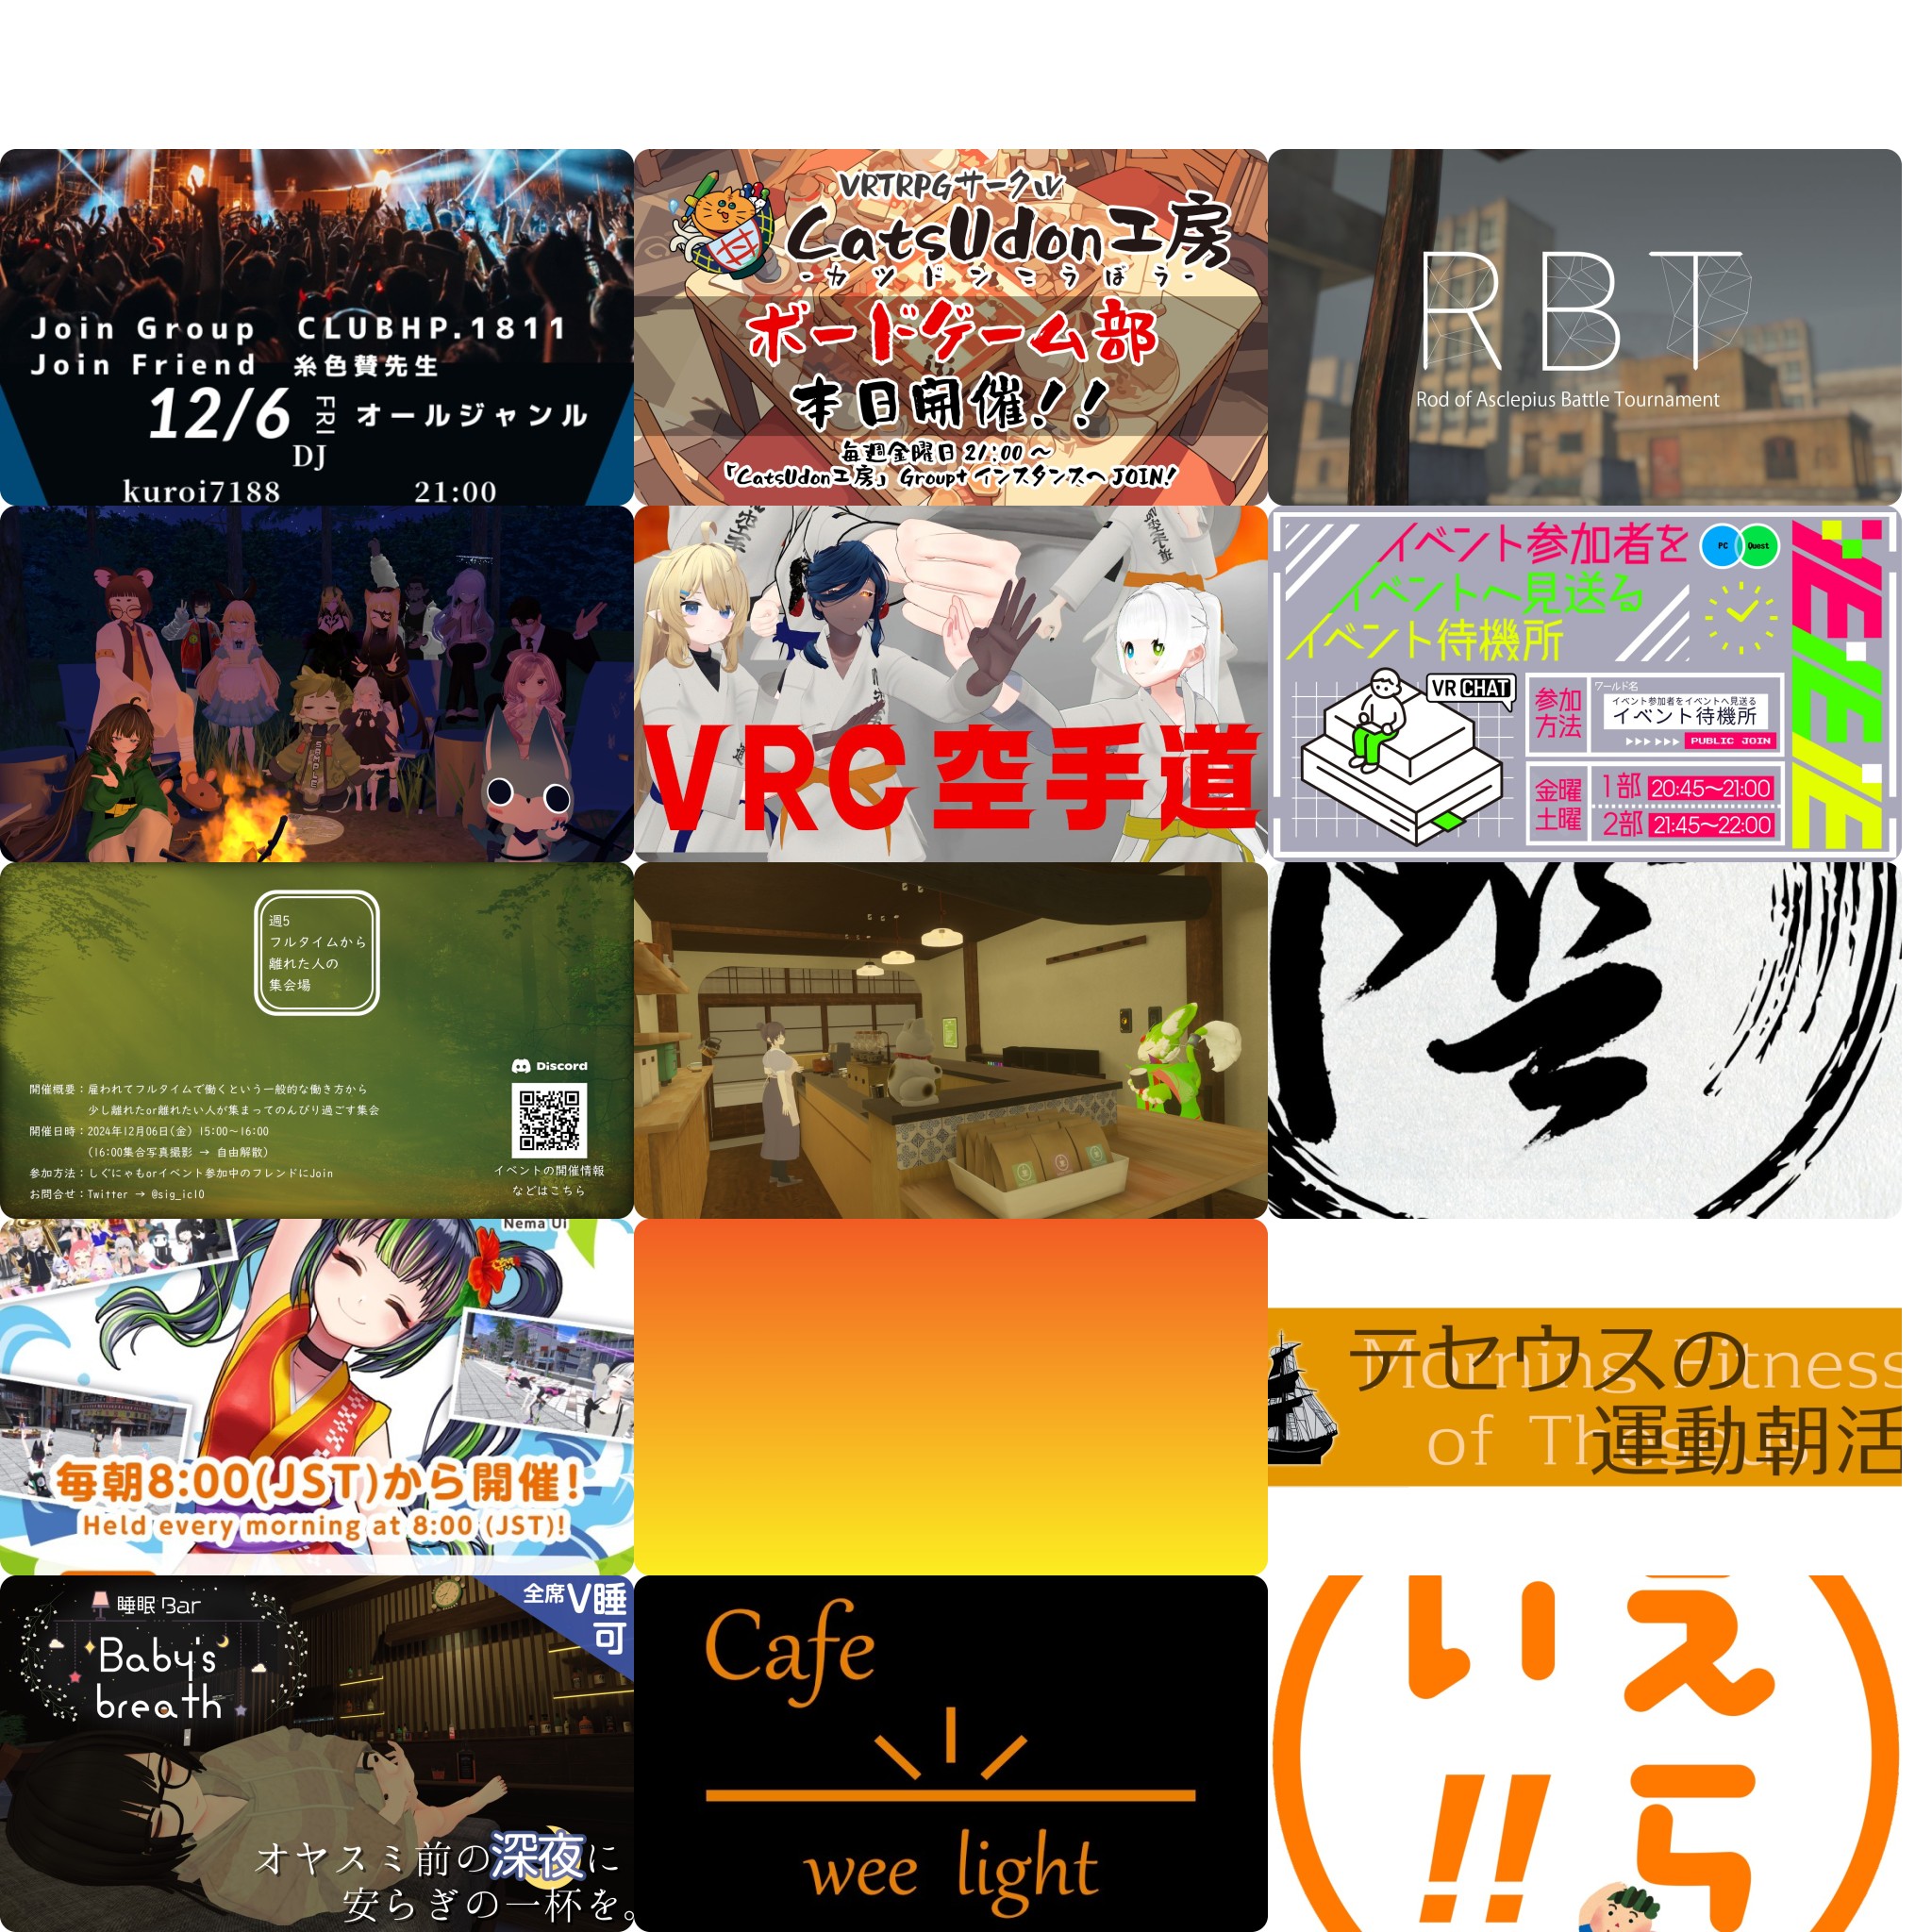 Join Group CLUBHP.1811
Join Friend 糸色賛先生
12/6 FRI オールジャンル
DJ
kuroi7188 21:00
VRTRPGサークル
CatsUdon工房
-カツドンこうぼう-
ボードゲーム部
本日開催!!
毎週金曜日 21:00 ~
「CatsUdon工房」 Group+ インスタンスへ JOIN!
RBT
Rod of Asclepius Battle Tournament
VRC空手道
イベント参加者を
イベントへ見送る
イベント待機所
PC Quest
VR CHAT
参加方法
ワールド名
イベント参加者をイベントへ見送る
イベント待機所
PUBLIC JOIN
金曜
土曜
1部 20:45~21:00
2部 21:45~22:00
週5
フルタイムから
離れた人の
集会場
開催概要:雇われてフルタイムで働くという一般的な働き方から
少し離れたor離れたい人が集まってのんびり過ごす集会
開催日時:2024年12月06日(金) 15:00~16:00
(16:00集合写真撮影 → 自由解散)
参加方法:しぐにゃもorイベント参加中のフレンドにJoin
お問合せ:Twitter → @sig_icl0
Discord
イベントの開催情報
などはこちら
Nema Ui
毎朝8:00(JST)から開催!
Held every morning at 8:00 (JST)!
テセウスの
運動朝活
Morning Fitness
of Theseus
睡眠Bar
Baby's
breath
全席V睡
可
オヤスミ前の深夜に
安らぎの一杯を。
Cafe
wee light
えら
い!!